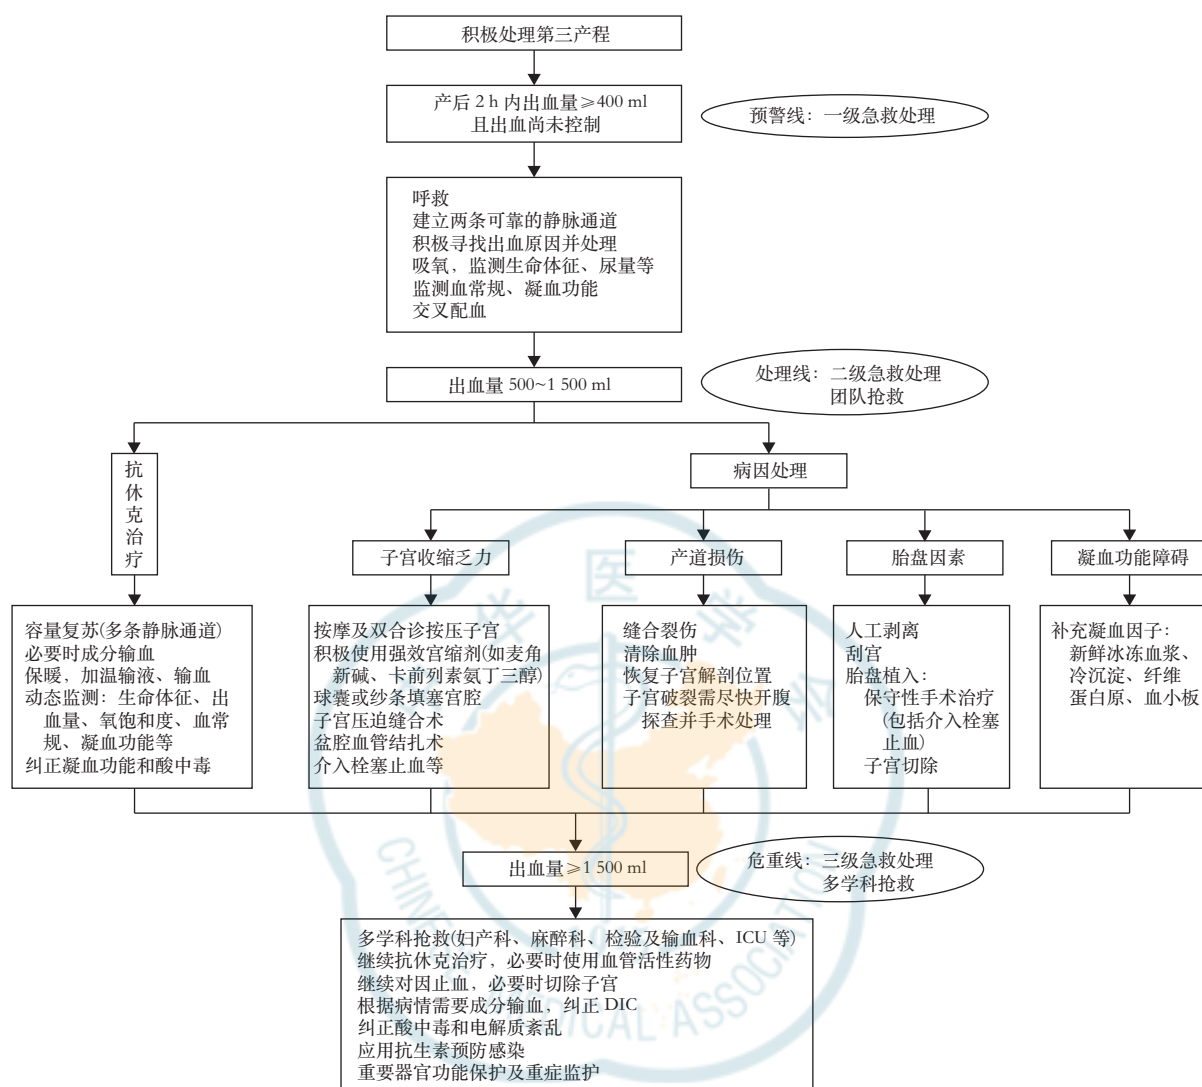 积极处理第三产程
产后 2 h 内出血量≥400 ml
且出血尚未控制
预警线：一级急救处理
呼救
建立两条可靠的静脉通道
积极寻找出血原因并处理
吸氧，监测生命体征、尿量等
监测血常规、凝血功能
交叉配血
出血量 500~1 500 ml
处理线：二级急救处理
团队抢救
抗休克治疗
病因处理
子宫收缩乏力
产道损伤
胎盘因素
凝血功能障碍
容量复苏(多条静脉通道)
必要时成分输血
保暖，加温输液、输血
动态监测：生命体征、出
血量、氧饱和度、血常
规、凝血功能等
纠正凝血功能和酸中毒
按摩及双合诊按压子宫
积极使用强效宫缩剂(如麦角
新碱、卡前列素氨丁三醇)
球囊或纱条填塞宫腔
子宫压迫缝合术
盆腔血管结扎术
介入栓塞止血等
缝合裂伤
清除血肿
恢复子宫解剖位置
子宫破裂需尽快开腹
探查并手术处理
人工剥离
刮宫
胎盘植入：
保守性手术治疗
(包括介入栓塞
止血)
子宫切除
补充凝血因子：
新鲜冰冻血浆、
冷沉淀、纤维
蛋白原、血小板
出血量≥1 500 ml
危重线：三级急救处理
多学科抢救
多学科抢救(妇产科、麻醉科、检验及输血科、ICU 等)
继续抗休克治疗，必要时使用血管活性药物
继续对因止血，必要时切除子宫
根据病情需要成分输血，纠正 DIC
纠正酸中毒和电解质紊乱
应用抗生素预防感染
重要器官功能保护及重症监护
中华医学会
CHINESE MEDICAL ASSOCIATION